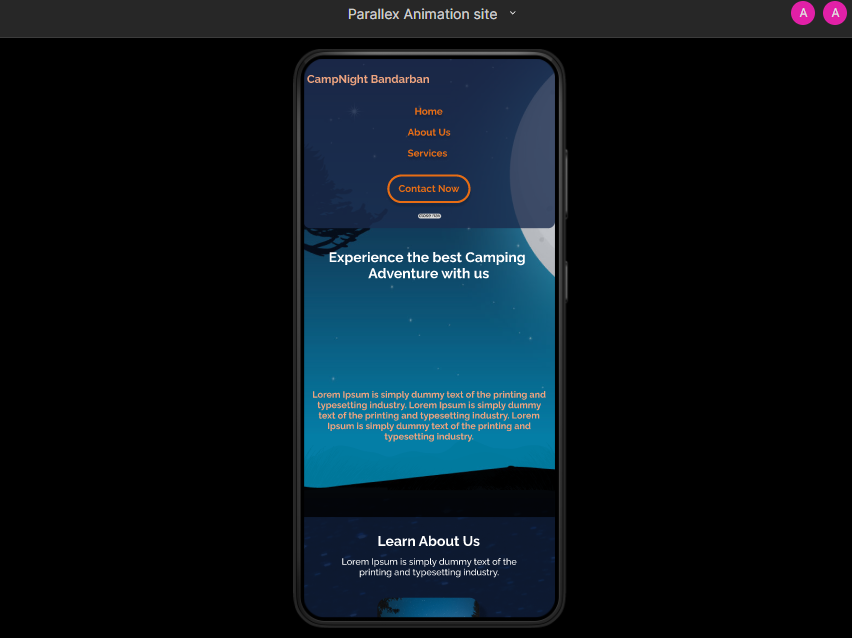 Parallex Animation site
A A
CampNight Bandarban
Home
About Us
Services
Contact Now
Experience the best Camping
Adventure with us
Lorem Ipsum is simply dummy text of the printing and
typesetting industry. Lorem Ipsum is simply dummy
text of the printing and typesetting industry. Lorem
Ipsum is simply dummy text of the printing and
typesetting industry.
Learn About Us
Lorem Ipsum is simply dummy text of the
printing and typesetting industry.